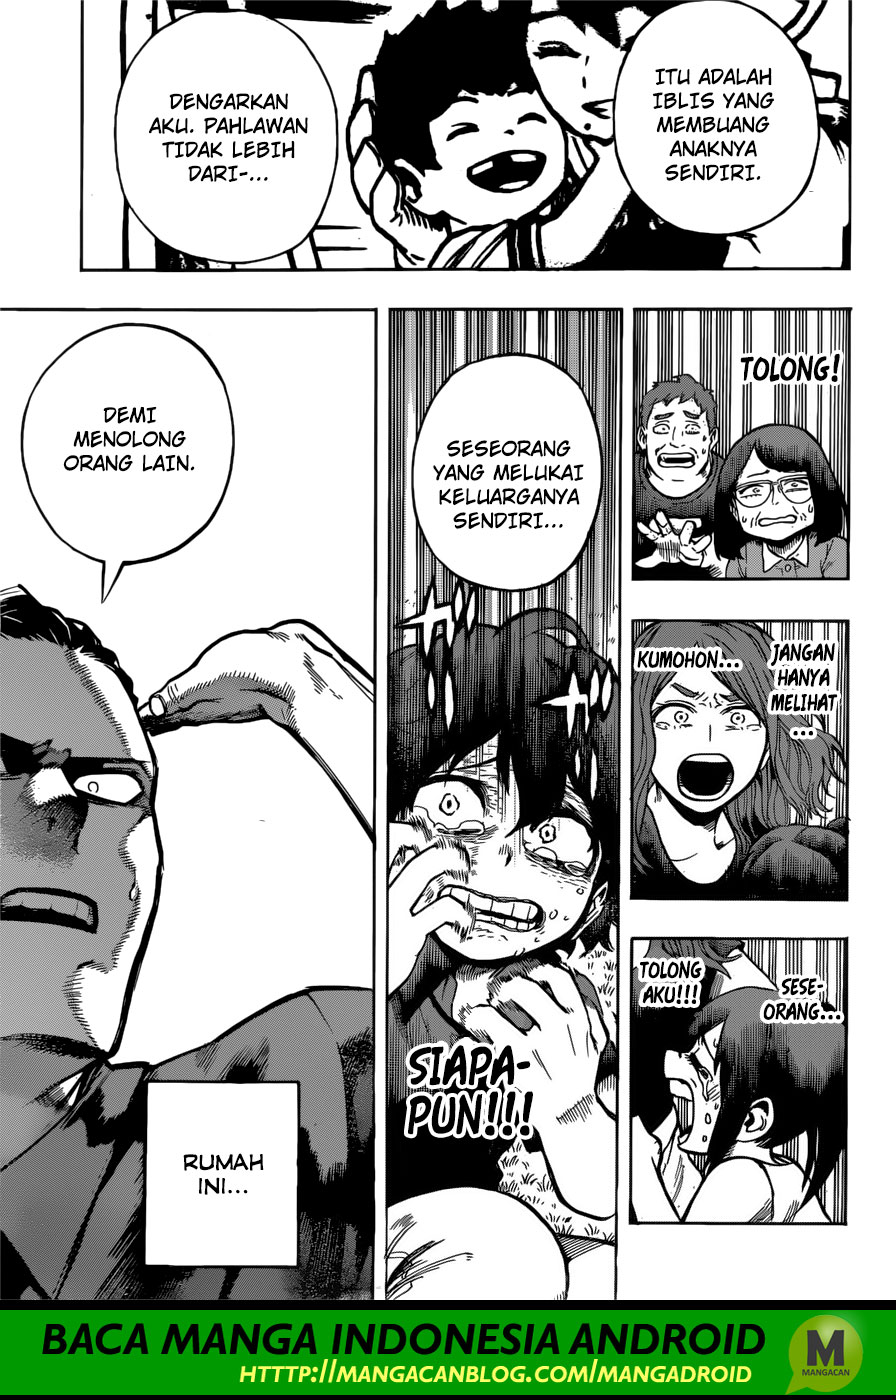 ITU ADALAH
IBLIS YANG
MEMBUANG
ANAKNYA
SENDIRI.
DENGARKAN
AKU. PAHLAWAN
TIDAK LEBIH
DARI-...
TOLONG!
JANGAN
HANYA
MELIHAT
...
KUMOHON...
SESE-
ORANG...
TOLONG
AKU!!!
SESEORANG
YANG MELUKAI
KELUARGANYA
SENDIRI...
SIAPA-
PUN!!!
DEMI
MENOLONG
ORANG LAIN.
RUMAH
INI...
BACA MANGA INDONESIA ANDROID
HTTTP://MANGACANBLOG.COM/MANGADROID
M
MANGACAN